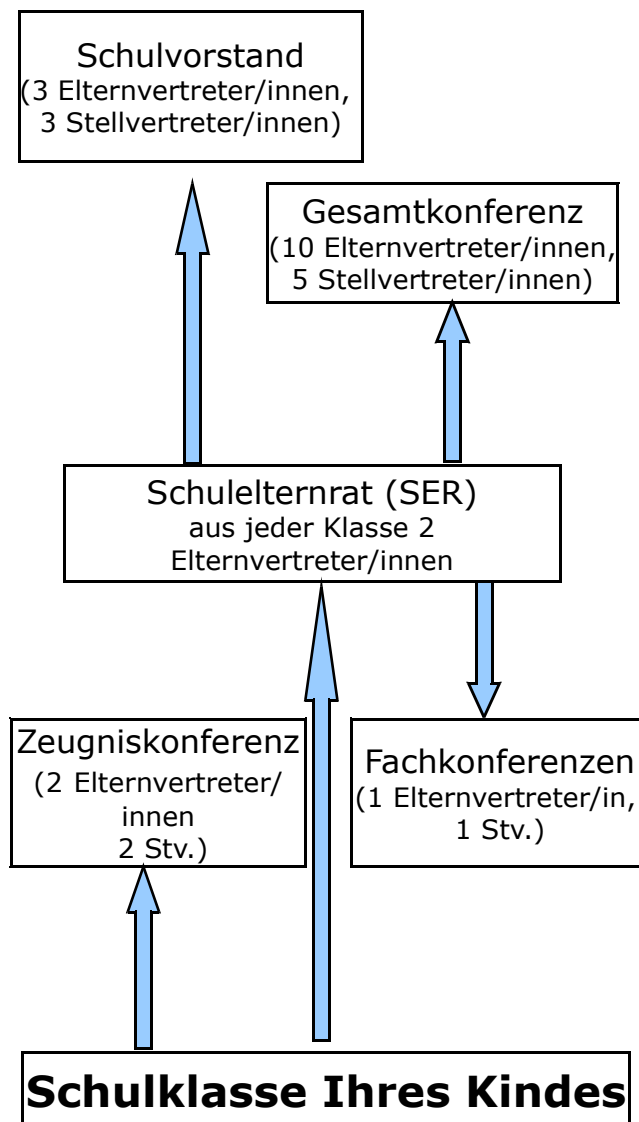 Schulvorstand
(3 Elternvertreter/innen,
3 Stellvertreter/innen)
Gesamtkonferenz
(10 Elternvertreter/innen,
5 Stellvertreter/innen)
Schulelternrat (SER)
aus jeder Klasse 2
Elternvertreter/innen
Zeugniskonferenz
(2 Elternvertreter/
innen
2 Stv.)
Fachkonferenzen
(1 Elternvertreter/in,
1 Stv.)
Schulklasse Ihres Kindes